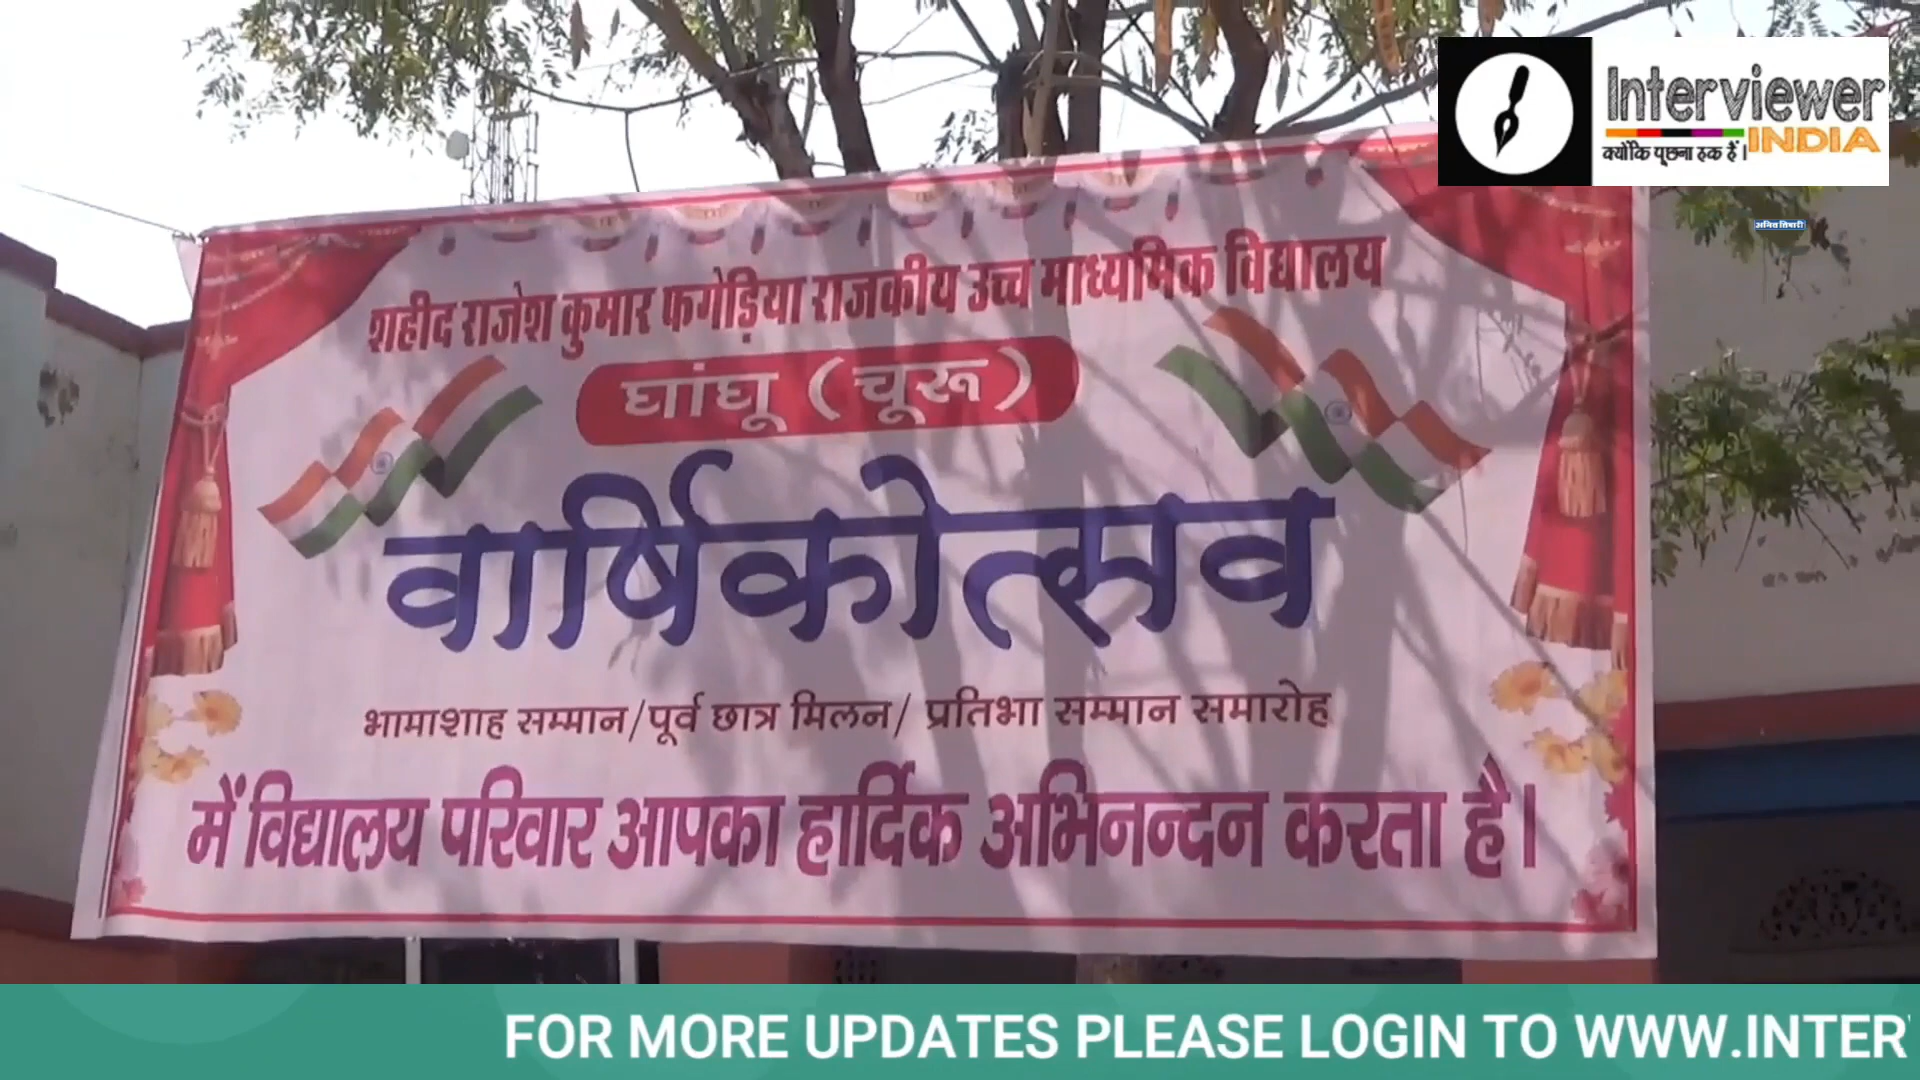 Interviewer
INDIA
क्योंकि पूछना हक हैं।
अमित तिवारी
शहीद राजेश कुमार फगेड़िया राजकीय उच्च माध्यमिक विद्यालय
घांघू (चूरू)
वार्षिकोत्सव
भामाशाह सम्मान/पूर्व छात्र मिलन/ प्रतिभा सम्मान समारोह
में विद्यालय परिवार आपका हार्दिक अभिनन्दन करता है।
FOR MORE UPDATES PLEASE LOGIN TO WWW.INTER